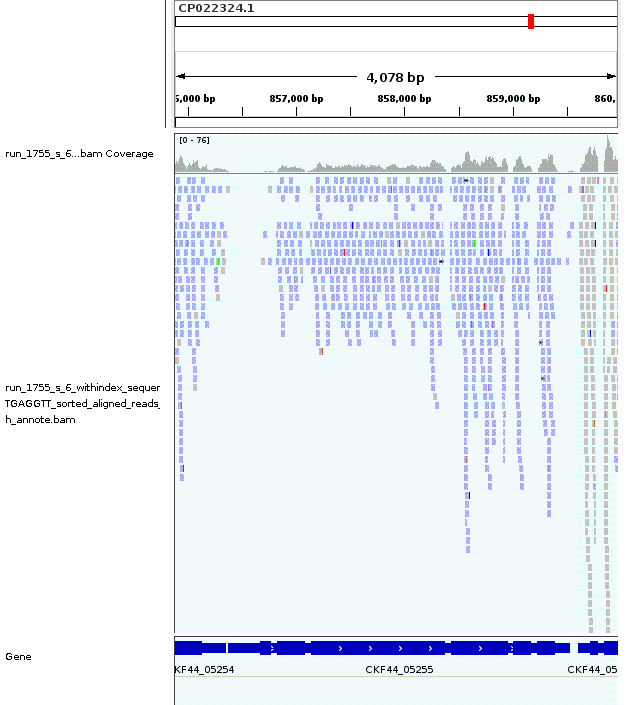 CP022324.1
4,078 bp
5,000 bp 857,000 bp 858,000 bp 859,000 bp 860,
[0 - 76]
run_1755_s_6...bam Coverage
run_1755_s_6_withindex_sequer
TGAGGTT_sorted_aligned_reads_
h_annote.bam
Gene
KF44_05254 CKF44_05255 CKF44_05